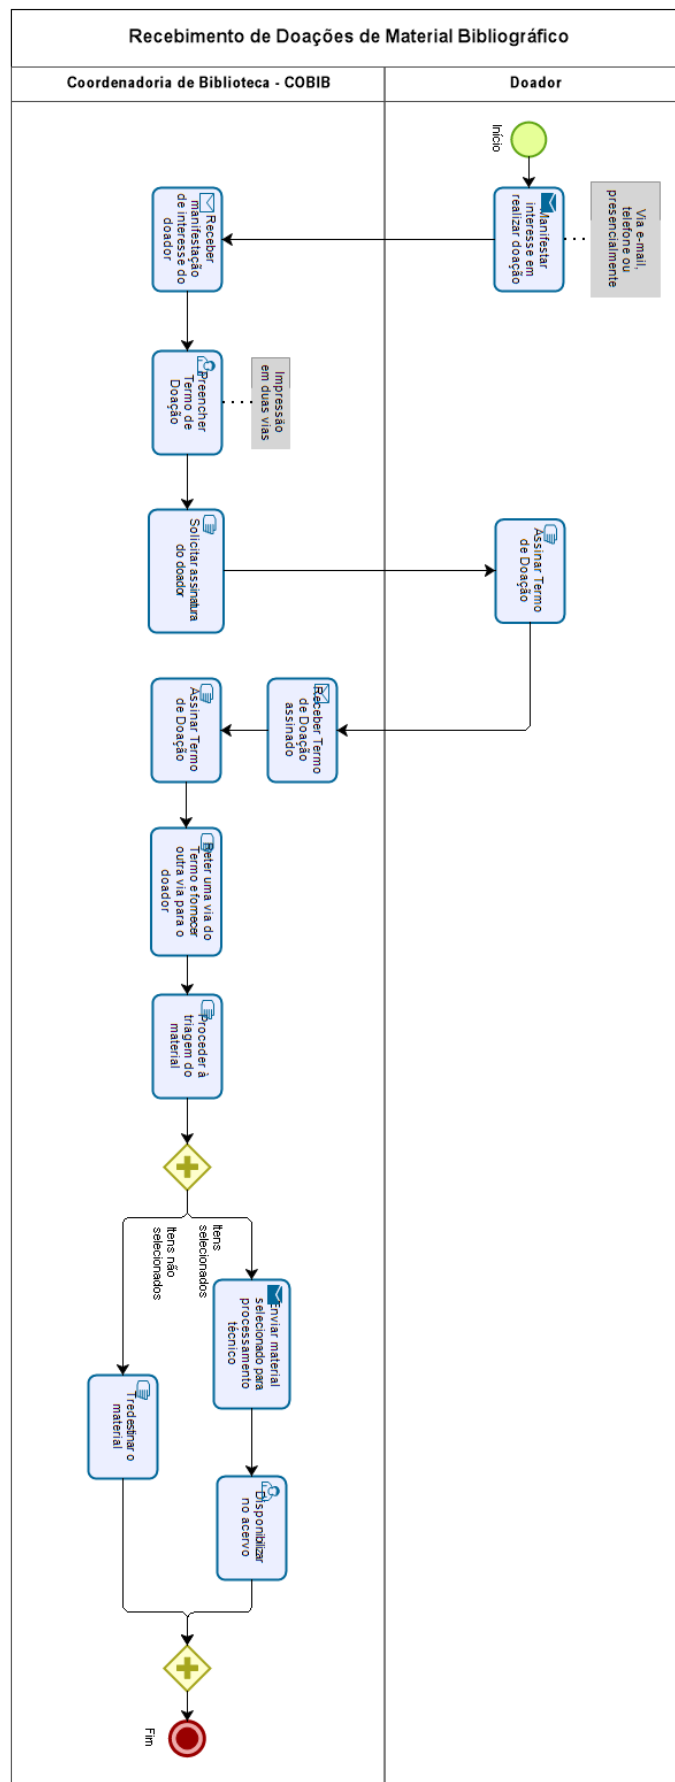 Recebimento de Doações de Material Bibliográfico
Coordenadoria de Biblioteca - COBIB
Doador
Início
Manifestar
interesse em
realizar doação
Via e-mail,
telefone ou
presencialmente
Receber
manifestação
de interesse do
doador
Preencher
Termo de
Doação
Impressão
em duas vias
Solicitar assinatura
do doador
Assinar Termo
de Doação
Receber Termo
de Doação
assinado
Assinar Termo
de Doação
Reter uma via do
Termo e fornecer
outra via para o
doador
Proceder à
triagem do
material
Itens
selecionados
Itens não
selecionados
Enviar material
selecionado para
processamento
técnico
Tredestinar o
material
Disponibilizar
no acervo
Fim